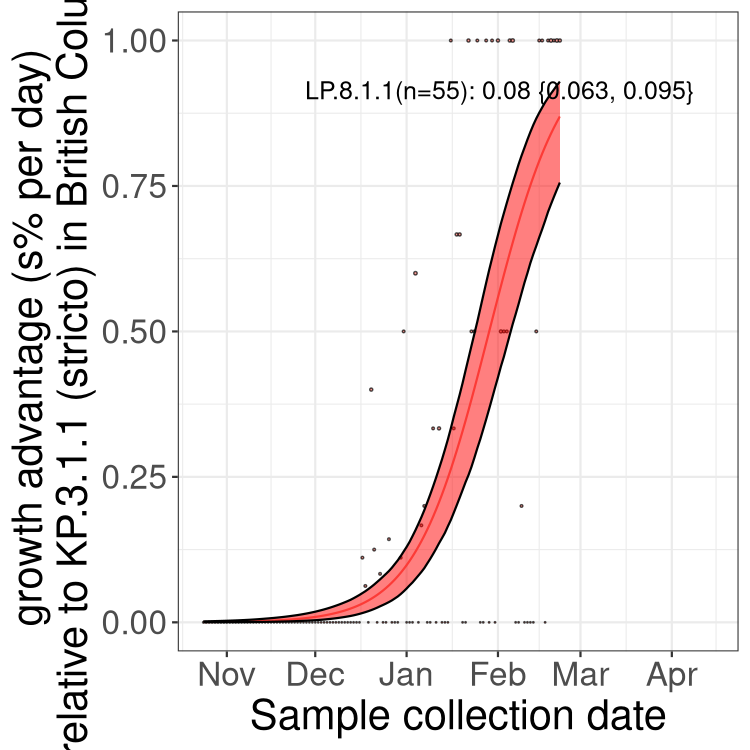 growth advantage (s% per day)
relative to KP.3.1.1 (stricto) in British Colu
1.00
0.75
0.50
0.25
0.00
LP.8.1.1(n=55): 0.08 {0.063, 0.095}
Nov Dec Jan Feb Mar Apr
Sample collection date